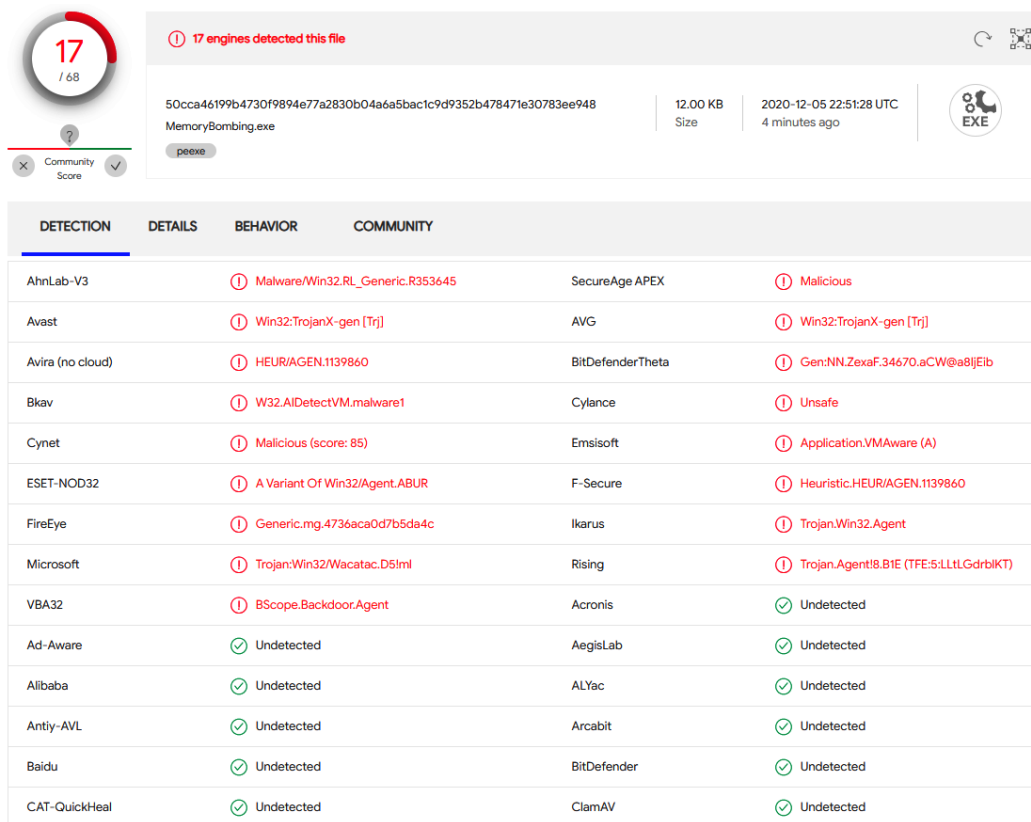 17
/ 68
17 engines detected this file
50cca46199b4730f9894e77a2830b04a6a5bac1c9d9352b478471e30783ee948
MemoryBombing.exe
peexe
12.00 KB
Size
2020-12-05 22:51:28 UTC
4 minutes ago
EXE
?
Community
Score
DETECTION DETAILS BEHAVIOR COMMUNITY
AhnLab-V3 Malware/Win32.RL_Generic.R353645 SecureAge APEX Malicious
Avast Win32:TrojanX-gen [Trj] AVG Win32:TrojanX-gen [Trj]
Avira (no cloud) HEUR/AGEN.1139860 BitDefenderTheta Gen:NN.ZexaF.34670.aCW@a8ljEib
Bkav W32.AIDetectVM.malware1 Cylance Unsafe
Cynet Malicious (score: 85) Emsisoft Application.VMAware (A)
ESET-NOD32 A Variant Of Win32/Agent.ABUR F-Secure Heuristic.HEUR/AGEN.1139860
FireEye Generic.mg.4736aca0d7b5da4c Ikarus Trojan.Win32.Agent
Microsoft Trojan:Win32/Wacatac.D5!ml Rising Trojan.Agent!8.B1E (TFE:5:LLtLGdrblKT)
VBA32 BScope.Backdoor.Agent Acronis Undetected
Ad-Aware Undetected AegisLab Undetected
Alibaba Undetected ALYac Undetected
Antiy-AVL Undetected Arcabit Undetected
Baidu Undetected BitDefender Undetected
CAT-QuickHeal Undetected ClamAV Undetected